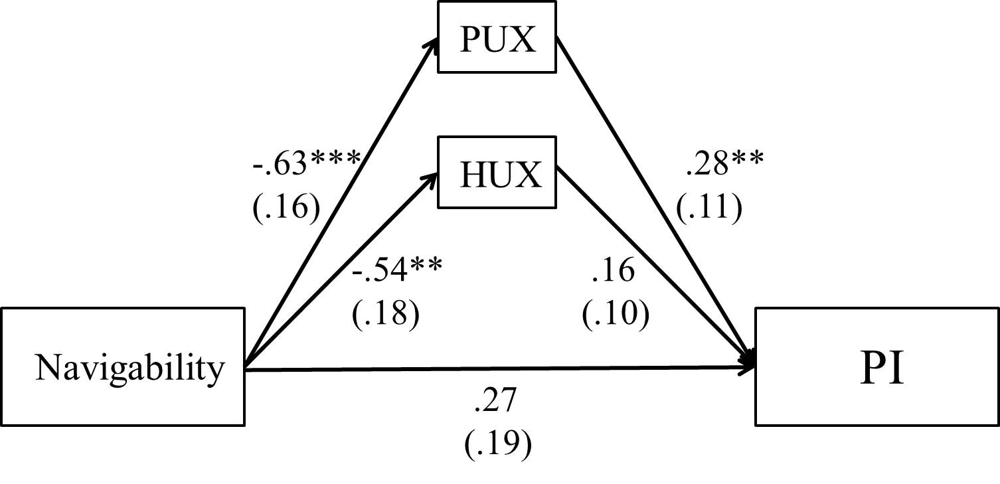 PUX
-.63***
(.16)
HUX
.28**
(.11)
-.54**
(.18)
.16
(.10)
Navigability
PI
.27
(.19)